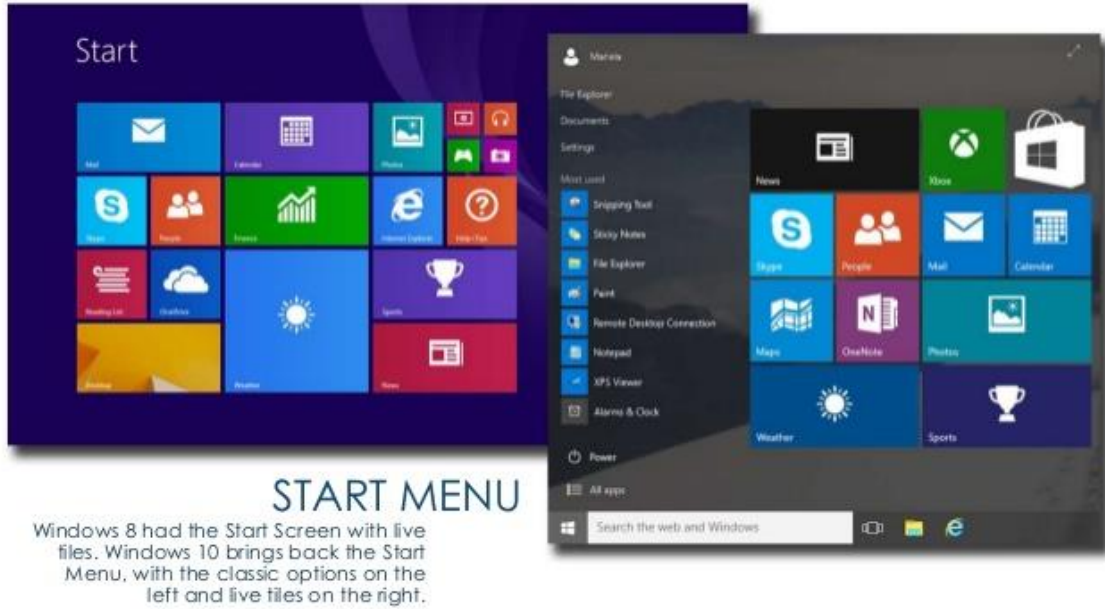 Start
Mail
Calendar
Photos
Skype
People
Finance
Internet Explorer
Help+Tips
Reading List
OneDrive
Sports
Desktop
Weather
News
File Explorer
Documents
Settings
Most used
Snipping Tool
Sticky Notes
File Explorer
Paint
Remote Desktop Connection
Notepad
XPS Viewer
Alarms & Clock
Power
All apps
News
Xbox
Skype
People
Mail
Calendar
Maps
OneNote
Photos
Weather
Sports
Search the web and Windows
START MENU
Windows 8 had the Start Screen with live
tiles. Windows 10 brings back the Start
Menu, with the classic options on the
left and live tiles on the right.